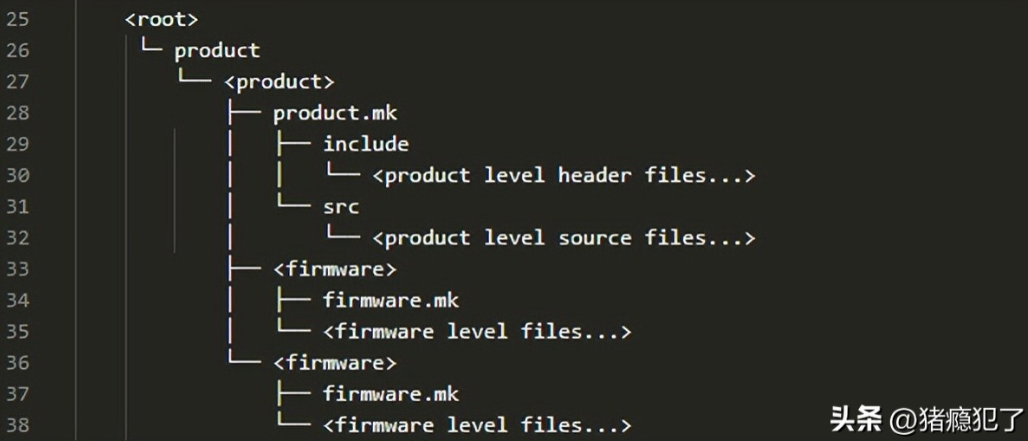 25 <root>
26 └─ product
27 └── <product>
28 ├── product.mk
29 │ ├── include
30 │ │ └── <product level header files...>
31 │ └── src
32 │ └── <product level source files...>
33 ├── <firmware>
34 │ ├── firmware.mk
35 │ └── <firmware level files...>
36 └── <firmware>
37 ├── firmware.mk
38 └── <firmware level files...>
头条 @猪瘾犯了